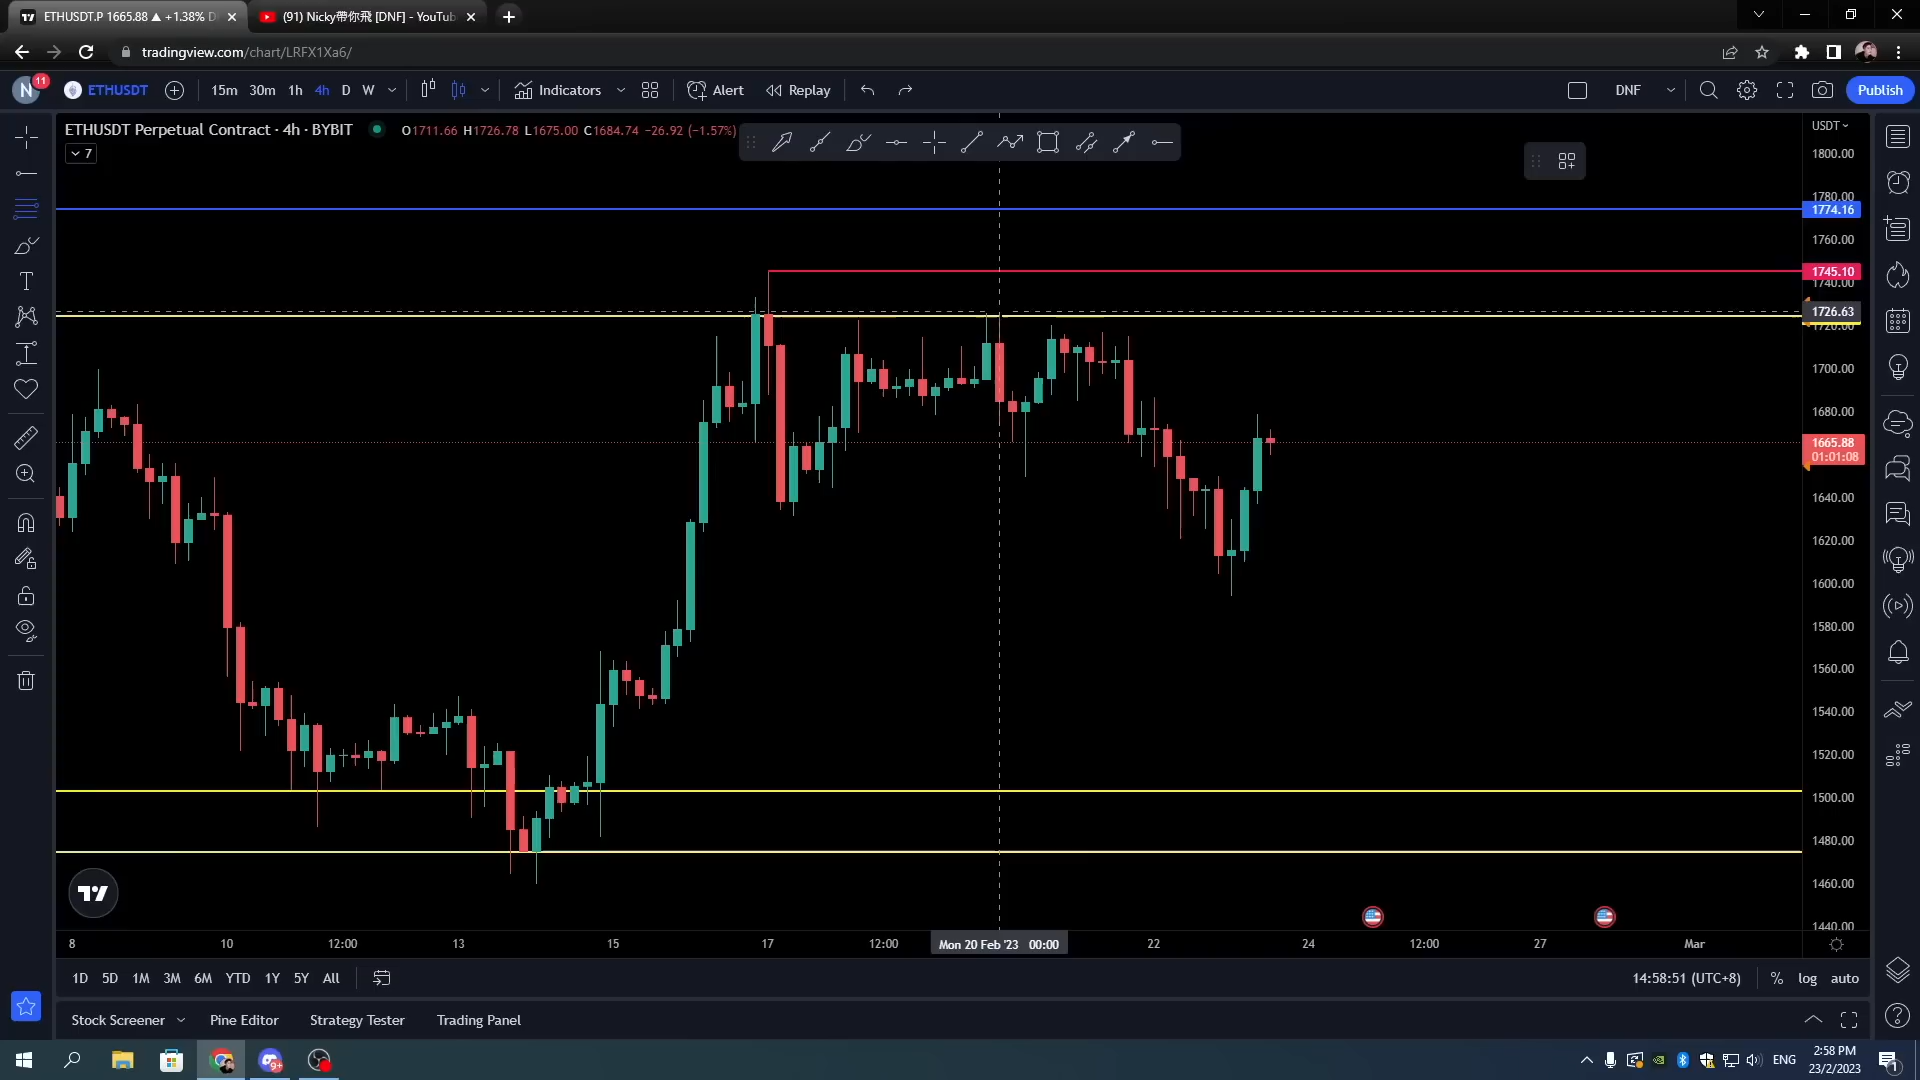 ETHUSDT.P 1665.88 ▲ +1.38% D
(91) Nicky帶你飛 [DNF] - YouTub
tradingview.com/chart/LRFX1Xa6/
N 11 ETHUSDT 15m 30m 1h 4h D W Indicators Alert Replay DNF Publish
ETHUSDT Perpetual Contract · 4h · BYBIT O1711.66 H1726.78 L1675.00 C1684.74 −26.92 (−1.57%)
7
USDT
1800.00
1780.00
1774.16
1760.00
1745.10
1740.00
1726.63
1720.00
1700.00
1680.00
1665.88
01:01:08
1640.00
1620.00
1600.00
1580.00
1560.00
1540.00
1520.00
1500.00
1480.00
1460.00
1440.00
8 10 12:00 13 15 17 12:00 Mon 20 Feb '23 00:00 22 24 12:00 27 Mar
1D 5D 1M 3M 6M YTD 1Y 5Y All 14:58:51 (UTC+8) % log auto
Stock Screener Pine Editor Strategy Tester Trading Panel
9+ ENG 2:58 PM
23/2/2023 1